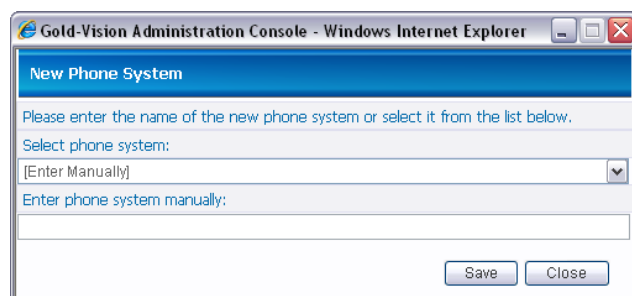 Gold-Vision Administration Console - Windows Internet Explorer
New Phone System
Please enter the name of the new phone system or select it from the list below.
Select phone system:
[Enter Manually]
Enter phone system manually:
Save Close